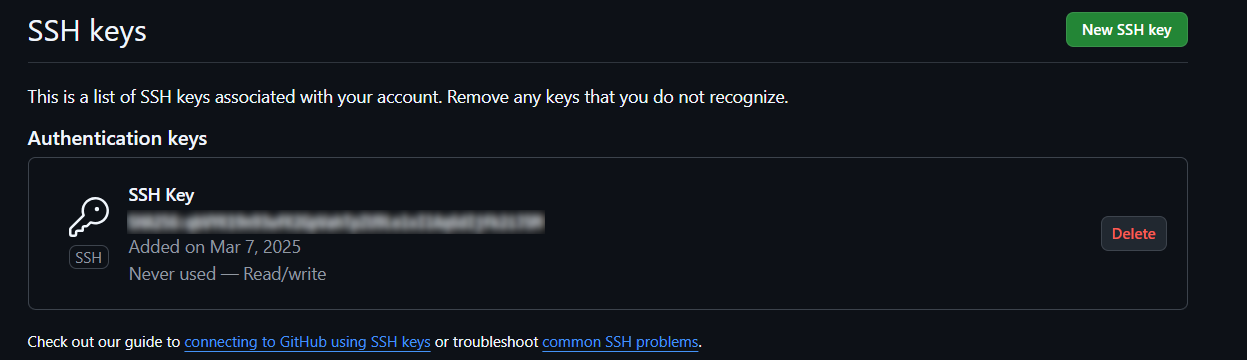 SSH keys
New SSH key
This is a list of SSH keys associated with your account. Remove any keys that you do not recognize.
Authentication keys
SSH Key
Added on Mar 7, 2025
Never used — Read/write
SSH
Delete
Check out our guide to connecting to GitHub using SSH keys or troubleshoot common SSH problems.